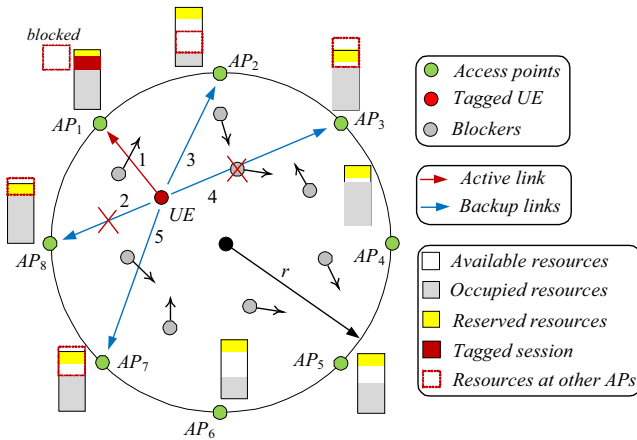 blocked
AP2
AP1
AP3
1
3
2
4
UE
5
AP8
AP4
r
AP7
AP5
AP6
Access points
Tagged UE
Blockers
Active link
Backup links
Available resources
Occupied resources
Reserved resources
Tagged session
Resources at other APs